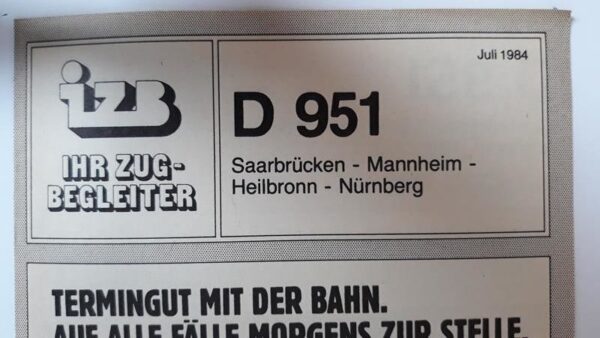 Juli 1984
izB
IHR ZUG-
BEGLEITER
D 951
Saarbrücken - Mannheim -
Heilbronn - Nürnberg
TERMINGUT MIT DER BAHN.
AUF ALLE FÄLLE MORGENS ZUR STELLE.